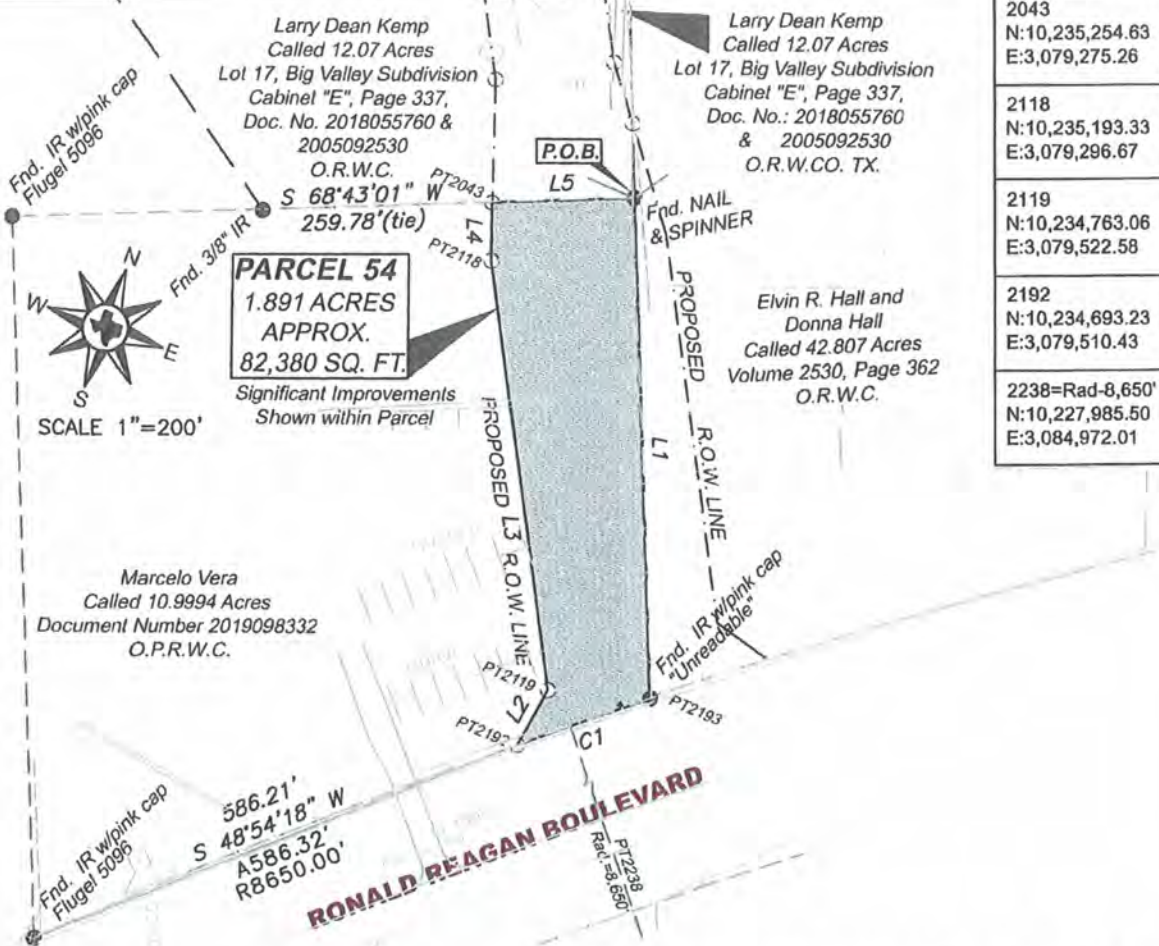 Larry Dean Kemp
Called 12.07 Acres
Lot 17, Big Valley Subdivision
Cabinet "E", Page 337,
Doc. No. 2018055760 &
2005092530
O.R.W.C.
Larry Dean Kemp
Called 12.07 Acres
Lot 17, Big Valley Subdivision
Cabinet "E", Page 337,
Doc. No.: 2018055760
& 2005092530
O.R.W.CO. TX.
2043
N:10,235,254.63
E:3,079,275.26
2118
N:10,235,193.33
E:3,079,296.67
2119
N:10,234,763.06
E:3,079,522.58
2192
N:10,234,693.23
E:3,079,510.43
2238=Rad-8,650'
N:10,227,985.50
E:3,084,972.01
Fnd. IR w/pink cap
Flugel 5096
S 68°43'01" W
259.78'(tie)
Fnd. 3/8" IR
PT2043
P.O.B.
L5
Fnd. NAIL
& SPINNER
L4
PT2118
N
W
E
S
SCALE 1"=200'
PARCEL 54
1.891 ACRES
APPROX.
82,380 SQ. FT.
Significant Improvements
Shown within Parcel
PROPOSED L3 R.O.W. LINE
L1
PROPOSED R.O.W. LINE
Elvin R. Hall and
Donna Hall
Called 42.807 Acres
Volume 2530, Page 362
O.R.W.C.
Marcelo Vera
Called 10.9994 Acres
Document Number 2019098332
O.P.R.W.C.
PT2119
L2
PT2192
C1
Fnd. IR w/pink cap
"Unreadable"
PT2193
586.21'
S 48°54'18" W
A586.32'
R8650.00'
Fnd. IR w/pink cap
Flugel 5096
RONALD REAGAN BOULEVARD
PT2238
Rad.=8,650'